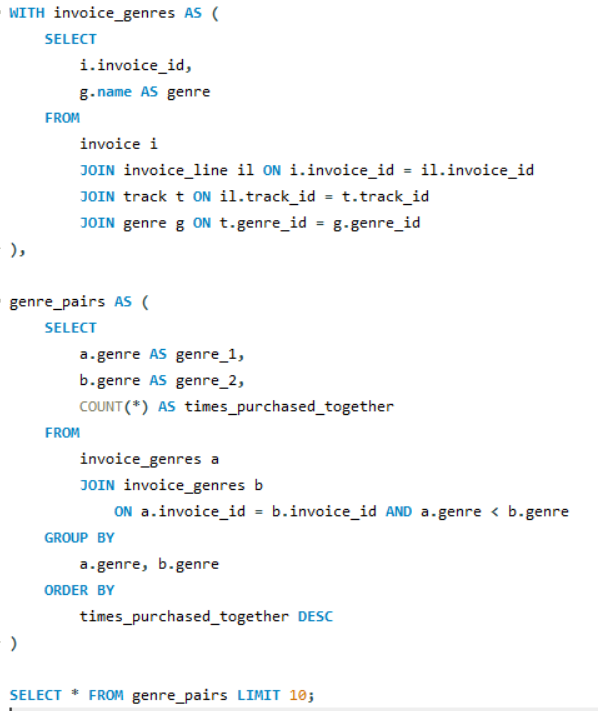 WITH invoice_genres AS (
    SELECT
        i.invoice_id,
        g.name AS genre
    FROM
        invoice i
        JOIN invoice_line il ON i.invoice_id = il.invoice_id
        JOIN track t ON il.track_id = t.track_id
        JOIN genre g ON t.genre_id = g.genre_id
),
genre_pairs AS (
    SELECT
        a.genre AS genre_1,
        b.genre AS genre_2,
        COUNT(*) AS times_purchased_together
    FROM
        invoice_genres a
        JOIN invoice_genres b
            ON a.invoice_id = b.invoice_id AND a.genre < b.genre
    GROUP BY
        a.genre, b.genre
    ORDER BY
        times_purchased_together DESC
)
SELECT * FROM genre_pairs LIMIT 10;